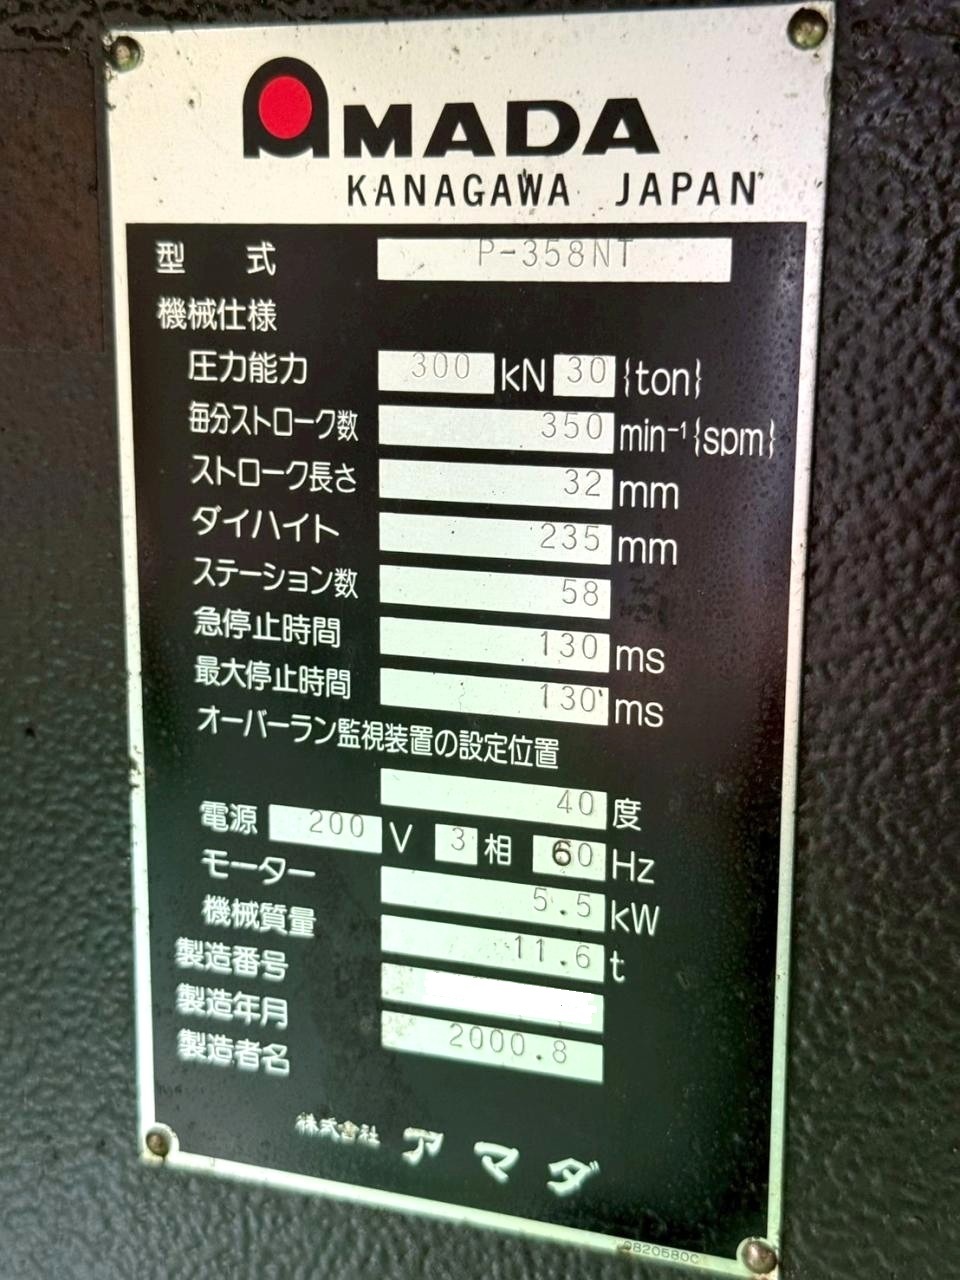 AMADA
KANAGAWA JAPAN
型 式 P-358NT
機械仕様
圧力能力 300 kN 30 {ton}
毎分ストローク数 350 min⁻¹{spm}
ストローク長さ 32 mm
ダイハイト 235 mm
ステーション数 58
急停止時間 130 ms
最大停止時間 130 ms
オーバーラン監視装置の設定位置
40 度
電源 200 V 3 相 60 Hz
モーター 5.5 kW
機械質量 11.6 t
製造番号
製造年月 2000.8
製造者名
株式会社 アマダ